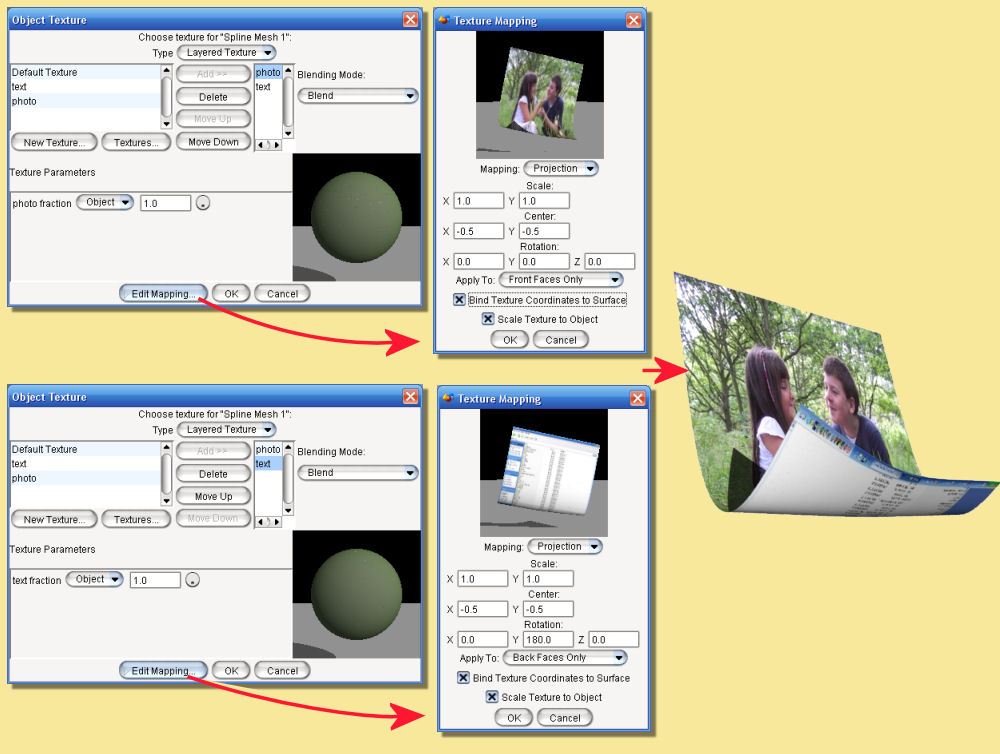 Object Texture
Choose texture for "Spline Mesh 1":
Type Layered Texture
Default Texture
text
photo
Add >>
Delete
Move Up
Move Down
photo
text
Blending Mode:
Blend
New Texture...
Textures...
Texture Parameters
photo fraction Object 1.0
Edit Mapping...
OK
Cancel
Texture Mapping
Mapping: Projection
Scale:
X 1.0 Y 1.0
Center:
X -0.5 Y -0.5
Rotation:
X 0.0 Y 0.0 Z 0.0
Apply To: Front Faces Only
Bind Texture Coordinates to Surface
Scale Texture to Object
OK
Cancel
Object Texture
Choose texture for "Spline Mesh 1":
Type Layered Texture
Default Texture
text
photo
Add >>
Delete
Move Up
Move Down
photo
text
Blending Mode:
Blend
New Texture...
Textures...
Texture Parameters
text fraction Object 1.0
Edit Mapping...
OK
Cancel
Texture Mapping
Mapping: Projection
Scale:
X 1.0 Y 1.0
Center:
X -0.5 Y -0.5
Rotation:
X 0.0 Y 180.0 Z 0.0
Apply To: Back Faces Only
Bind Texture Coordinates to Surface
Scale Texture to Object
OK
Cancel